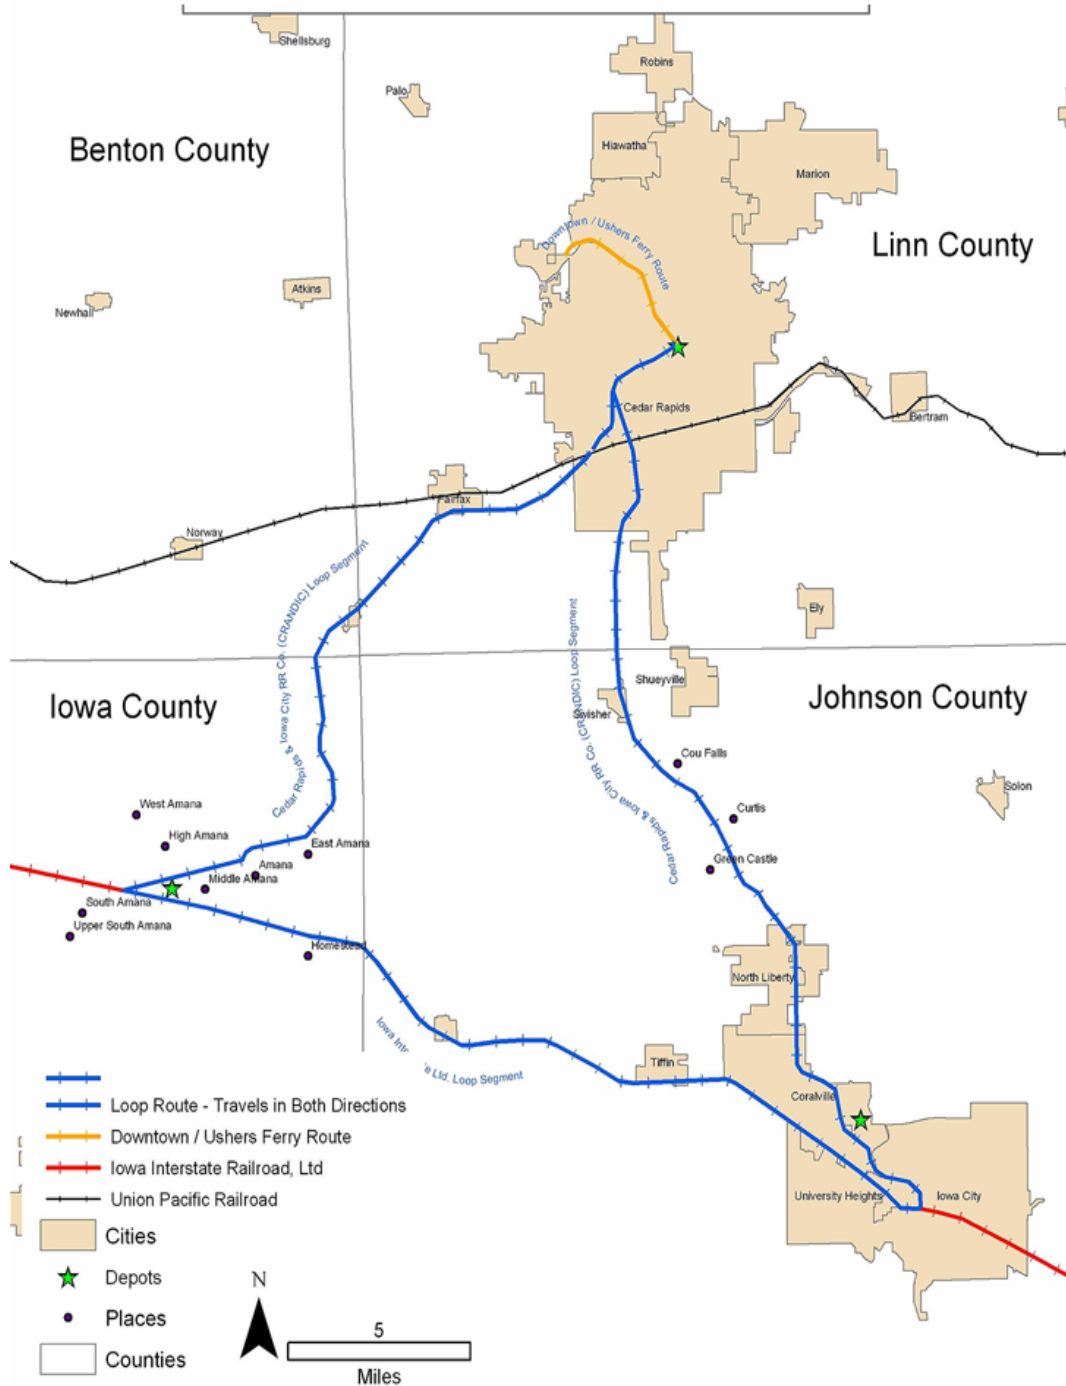 Shellsburg
Robins
Palo
Benton County
Hiawatha
Marion
Downtown / Ushers Ferry Route
Linn County
Atkins
Newhall
Cedar Rapids
Bertram
Fairfax
Norway
Cedar Rapids & Iowa City RR Co. (CRANDIC) Loop Segment
Cedar Rapids & Iowa City RR Co. (CRANDIC) Loop Segment
Ely
Shueyville
Iowa County
Johnson County
Swisher
Cou Falls
Solon
West Amana
Curtis
High Amana
East Amana
Green Castle
Amana
Middle Amana
South Amana
Upper South Amana
Homestead
North Liberty
Iowa Inte
e Ltd. Loop Segment
Tiffin
Coralville
University Heights
Iowa City
Loop Route - Travels in Both Directions
Downtown / Ushers Ferry Route
Iowa Interstate Railroad, Ltd
Union Pacific Railroad
Cities
Depots
Places
Counties
N
5
Miles